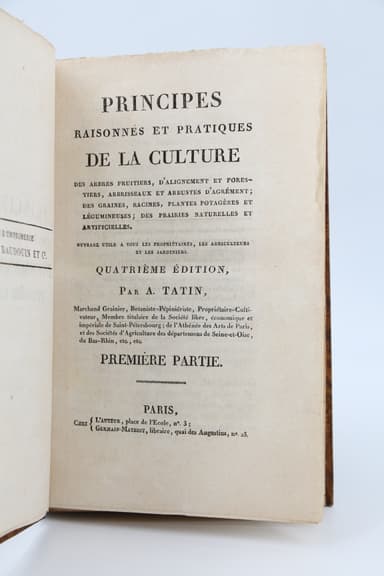 L'IMPRIMERIE
BAUDOUIN ET Cᵉ.
PRINCIPES
RAISONNÉS ET PRATIQUES
DE LA CULTURE
DES ARBRES FRUITIERS, D'ALIGNEMENT ET FORES-
TIERS, ARBRISSEAUX ET ARBUSTES D'AGRÉMENT;
DES GRAINES, RACINES, PLANTES POTAGÈRES ET
LÉGUMINEUSES; DES PRAIRIES NATURELLES ET
ARTIFICIELLES.
OUVRAGE UTILE A TOUS LES PROPRIÉTAIRES, LES AGRICULTEURS
ET LES JARDINIERS.
QUATRIÈME ÉDITION,
PAR A. TATIN,
Marchand Grainier, Botaniste-Pépiniériste, Propriétaire-Culti-
vateur, Membre titulaire de la Société libre, économique et
impériale de Saint-Pétersbourg; de l'Athénée des Arts de Paris,
et des Sociétés d'Agriculture des départemens de Seine-et-Oise,
du Bas-Rhin, etc., etc.
PREMIÈRE PARTIE.
PARIS,
CHEZ { L'AUTEUR, place de l'Ecole, n°. 3;
GERMAIN-MATHIOT, libraire, quai des Augustins, n°. 25.